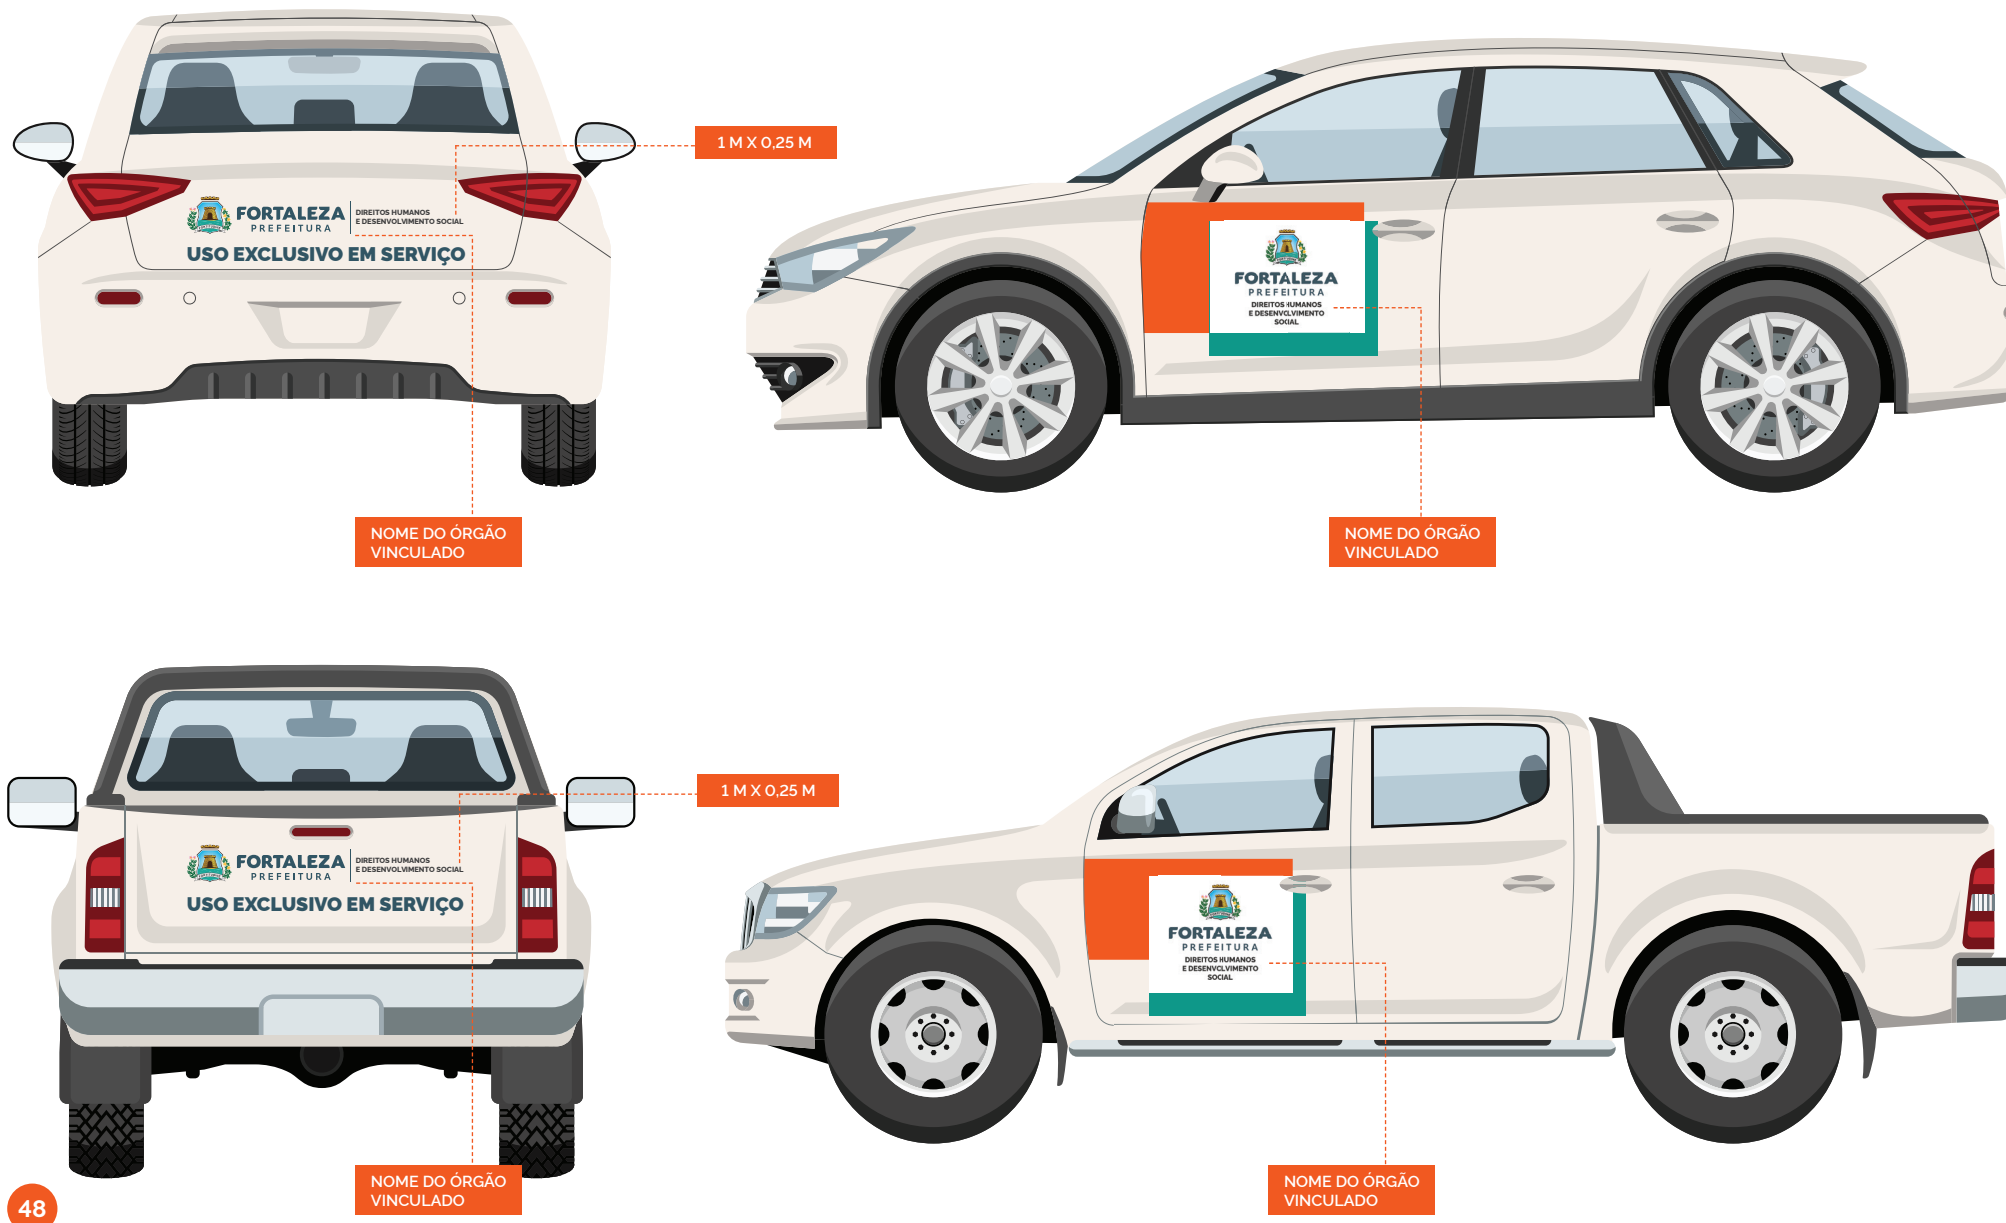 1 M X 0,25 M
FORTALEZA
PREFEITURA
DIREITOS HUMANOS
E DESENVOLVIMENTO SOCIAL
USO EXCLUSIVO EM SERVIÇO
NOME DO ÓRGÃO
VINCULADO
FORTALEZA
PREFEITURA
DIREITOS HUMANOS
E DESENVOLVIMENTO
SOCIAL
NOME DO ÓRGÃO
VINCULADO
1 M X 0,25 M
FORTALEZA
PREFEITURA
DIREITOS HUMANOS
E DESENVOLVIMENTO SOCIAL
USO EXCLUSIVO EM SERVIÇO
NOME DO ÓRGÃO
VINCULADO
FORTALEZA
PREFEITURA
DIREITOS HUMANOS
E DESENVOLVIMENTO
SOCIAL
NOME DO ÓRGÃO
VINCULADO
48